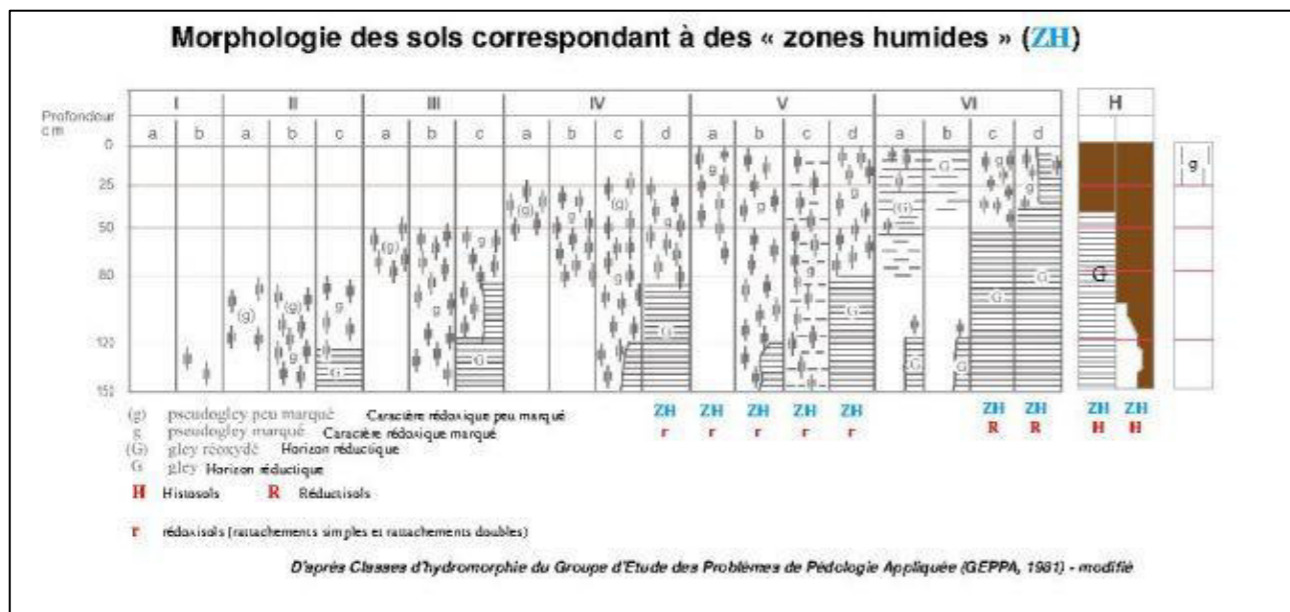 Morphologie des sols correspondant à des « zones humides » (ZH)
I II III IV V VI H
Profondeur
cm
a b a b c a b c a b c d a b c d a b c d
0
25
50
80
120
150
g
(g) (g) g g
G
(g) g g
G
(g) g (g) g g
G
g g g g
G
(G) G g g
G G G G
G
ZH ZH ZH ZH ZH ZH ZH ZH ZH
r r r r r R R H H
(g) pseudogley peu marqué Caractère rédoxique peu marqué
g pseudogley marqué Caractère rédoxique marqué
(G) gley réoxydé Horizon réductique
G gley Horizon réductique
H Histosols R Réductisols
r rédoxisols (rattachements simples et rattachements doubles)
D'après Classes d'hydromorphie du Groupe d'Etude des Problèmes de Pédologie Appliquée (GEPPA, 1981) - modifié